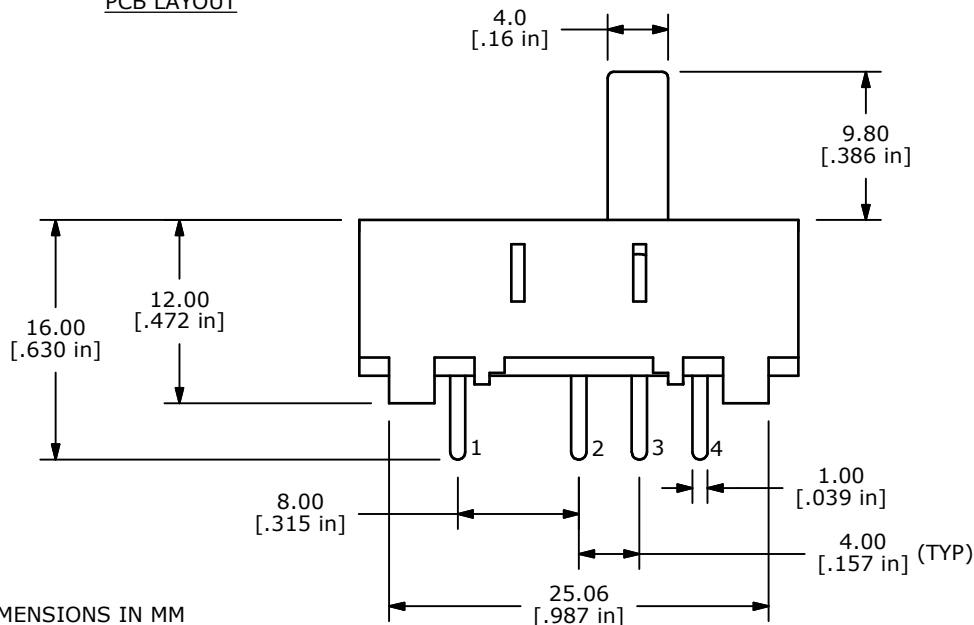 PCB LAYOUT
4.0
[.16 in]
9.80
[.386 in]
12.00
[.472 in]
16.00
[.630 in]
1
2
3
4
8.00
[.315 in]
1.00
[.039 in]
4.00
[.157 in] (TYP)
25.06
[.987 in]
MENSIONS IN MM